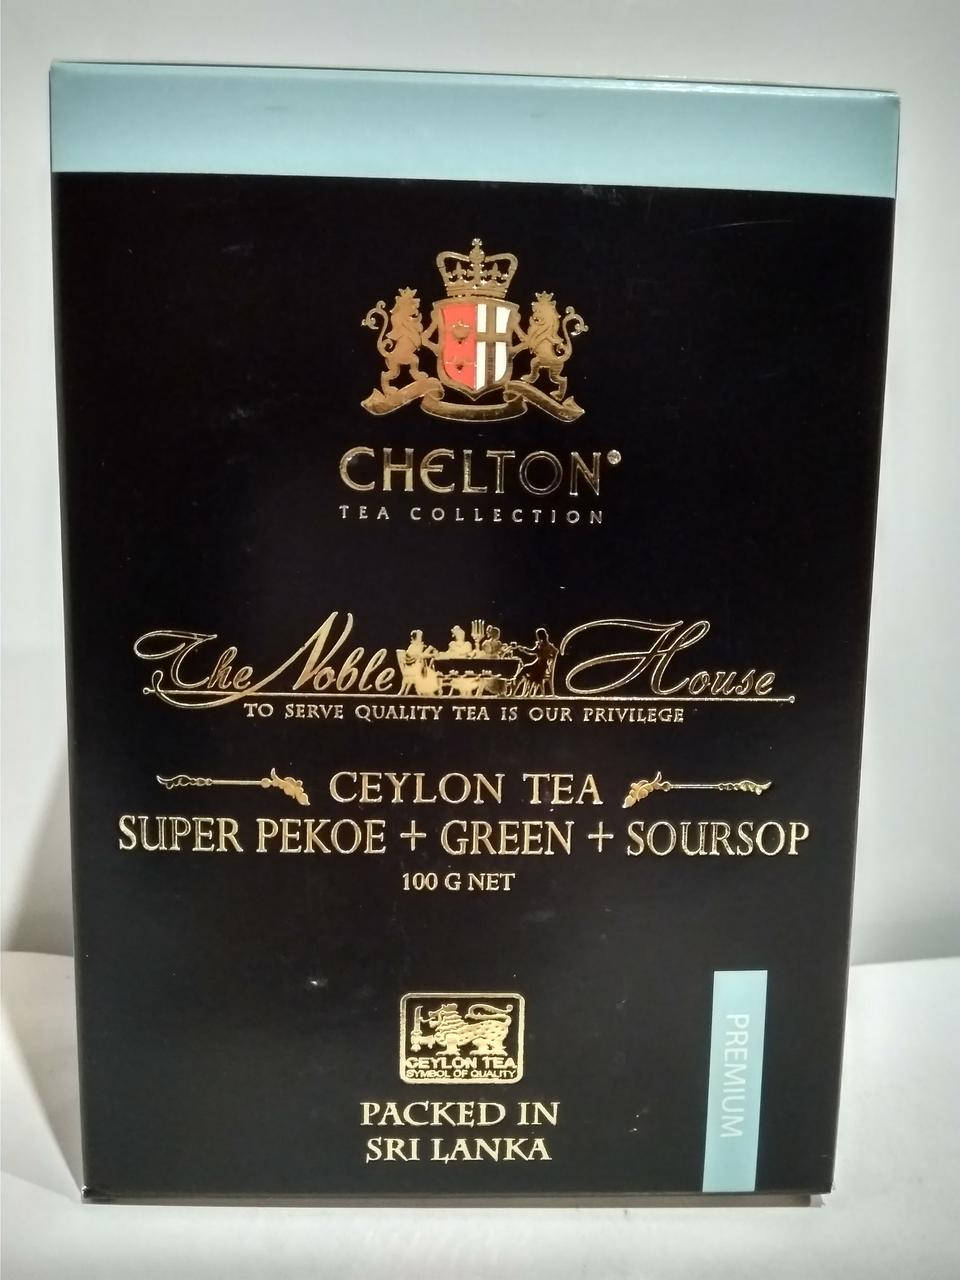 CHELTON®
TEA COLLECTION
The Noble House
TO SERVE QUALITY TEA IS OUR PRIVILEGE
CEYLON TEA
SUPER PEKOE + GREEN + SOURSOP
100 G NET
CEYLON TEA
SYMBOL OF QUALITY
PACKED IN
SRI LANKA
PREMIUM